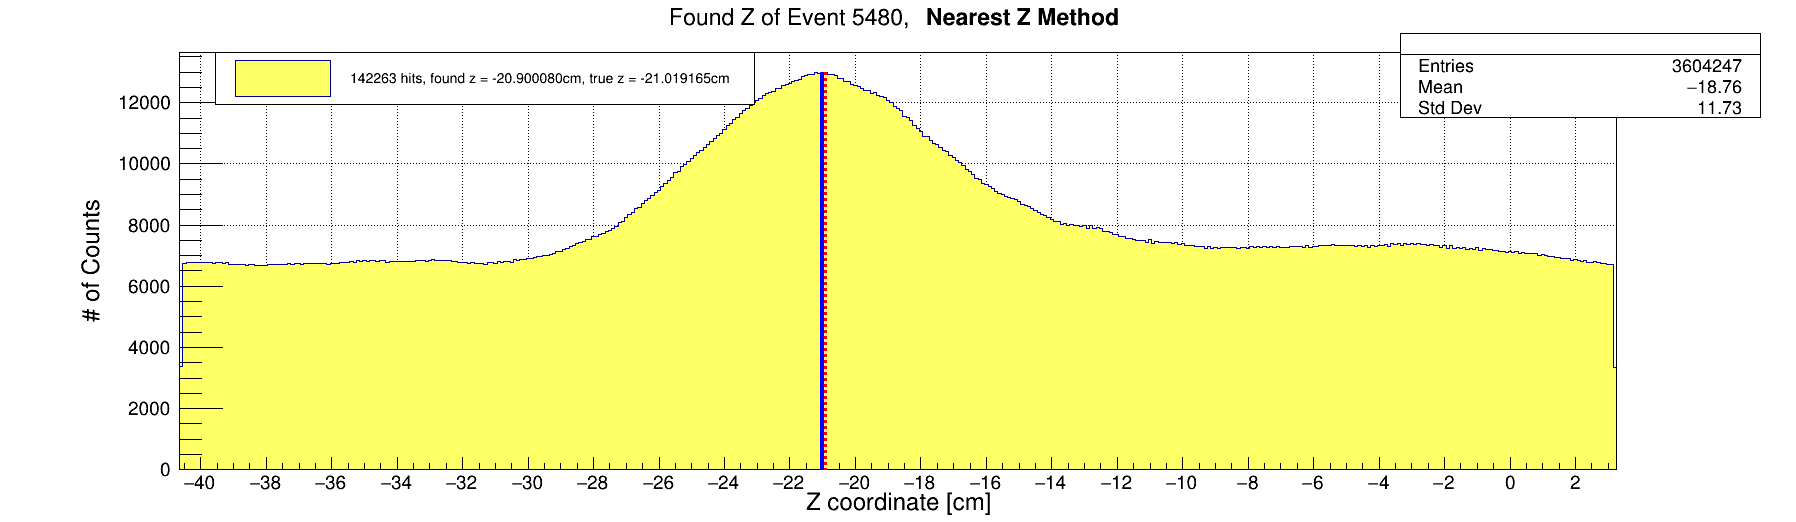 Found Z of Event 5480, Nearest Z Method
142263 hits, found z = -20.900080cm, true z = -21.019165cm
Entries 3604247
Mean −18.76
Std Dev 11.73
# of Counts
12000
10000
8000
6000
4000
2000
0
−40 −38 −36 −34 −32 −30 −28 −26 −24 −22 −20 −18 −16 −14 −12 −10 −8 −6 −4 −2 0 2
Z coordinate [cm]